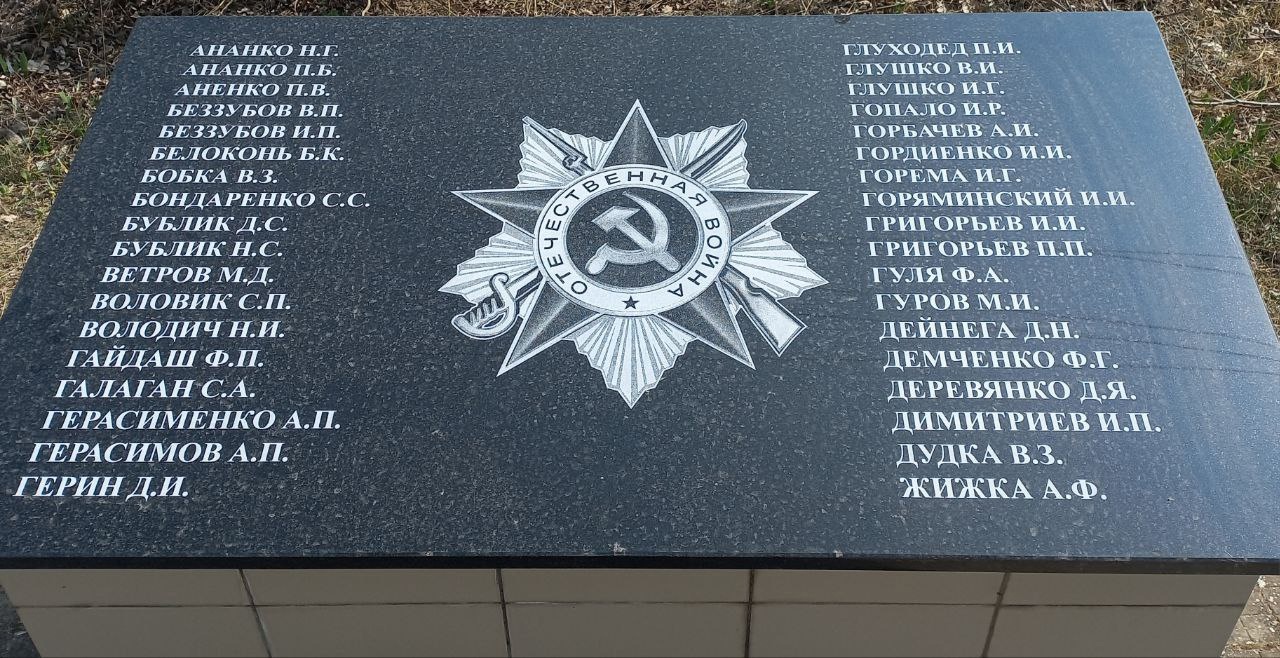 АНАНКО Н.Г.
АНАНКО П.Б.
АНЕНКО П.В.
БЕЗЗУБОВ В.П.
БЕЗЗУБОВ И.П.
БЕЛОКОНЬ Б.К.
БОБКА В.З.
БОНДАРЕНКО С.С.
БУБЛИК Д.С.
БУБЛИК Н.С.
ВЕТРОВ М.Д.
ВОЛОВИК С.П.
ВОЛОДИЧ Н.И.
ГАЙДАШ Ф.П.
ГАЛАГАН С.А.
ГЕРАСИМЕНКО А.П.
ГЕРАСИМОВ А.П.
ГЕРИН Д.И.
ОТЕЧЕСТВЕННАЯ ВОЙНА
ГЛУХОДЕД П.И.
ГЛУШКО В.И.
ГЛУШКО И.Г.
ГОПАЛО И.Р.
ГОРБАЧЕВ А.И.
ГОРДИЕНКО И.И.
ГОРЕМА И.Г.
ГОРЯМИНСКИЙ И.И.
ГРИГОРЬЕВ И.И.
ГРИГОРЬЕВ П.П.
ГУЛЯ Ф.А.
ГУРОВ М.И.
ДЕЙНЕГА Д.Н.
ДЕМЧЕНКО Ф.Г.
ДЕРЕВЯНКО Д.Я.
ДИМИТРИЕВ И.П.
ДУДКА В.З.
ЖИЖКА А.Ф.